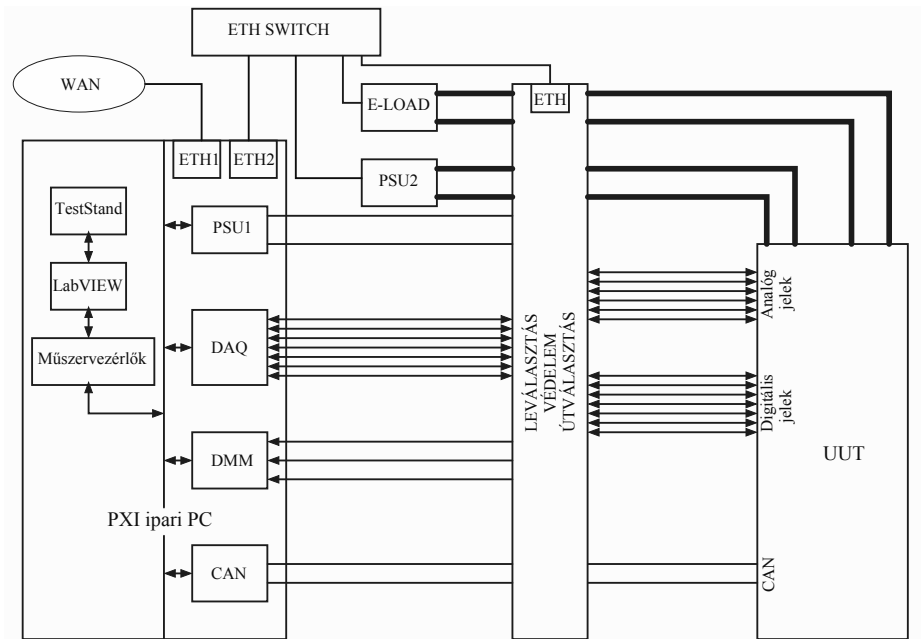 ETH SWITCH
WAN
E-LOAD
ETH
ETH1
ETH2
PSU2
TestStand
PSU1
LabVIEW
Műszervezérlők
DAQ
LEVÁLASZTÁS
VÉDELEM
ÚTVÁLASZTÁS
Analóg
jelek
Digitális
jelek
UUT
DMM
PXI ipari PC
CAN
CAN